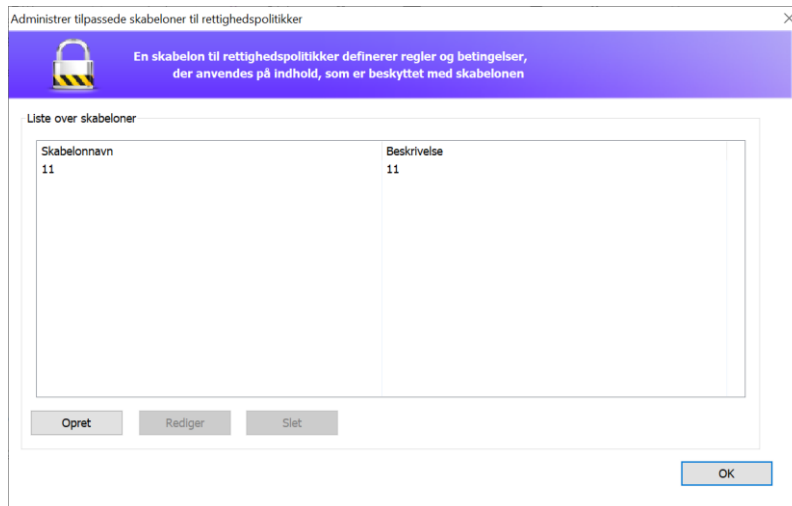 Administrer tilpassede skabeloner til rettighedspolitikker
En skabelon til rettighedspolitikker definerer regler og betingelser,
der anvendes på indhold, som er beskyttet med skabelonen
Liste over skabeloner
Skabelonnavn Beskrivelse
11 11
Opret Rediger Slet
OK